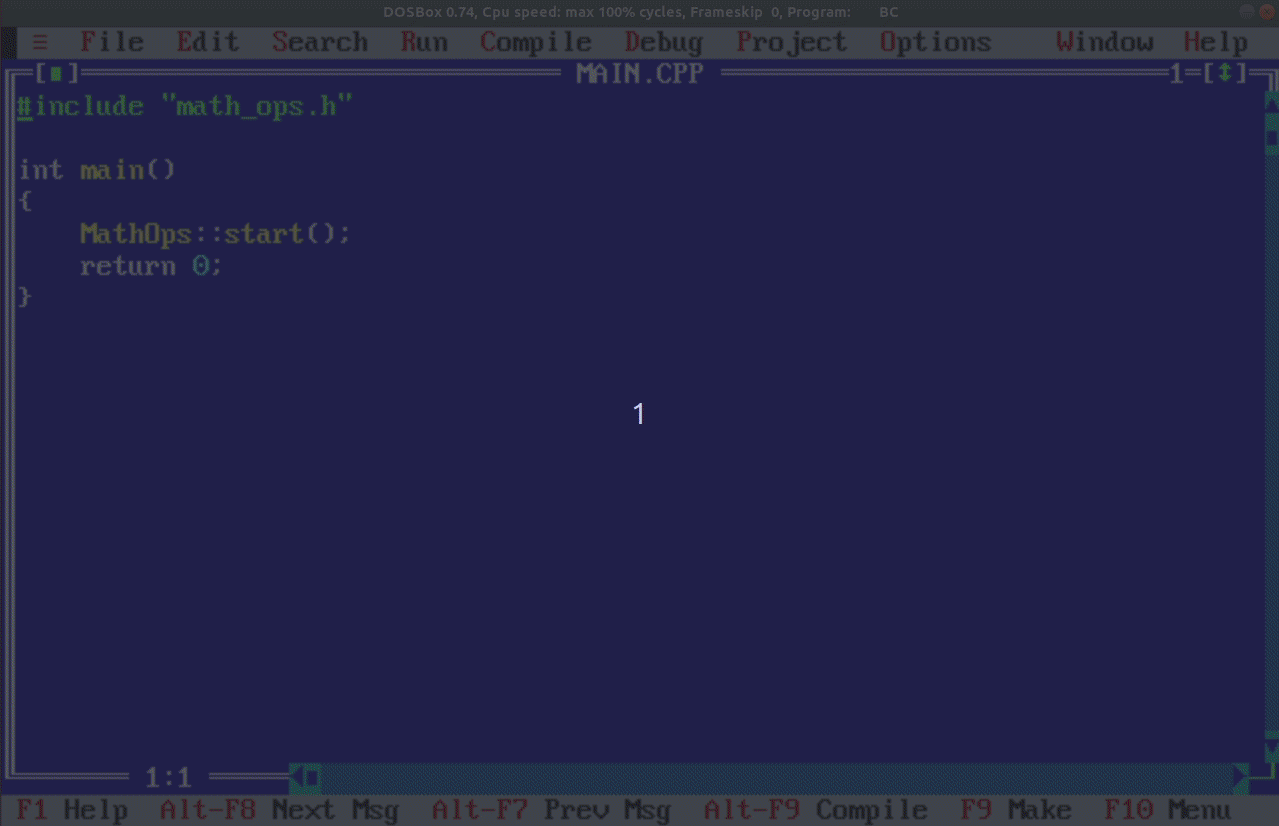 DOSBox 0.74, Cpu speed: max 100% cycles, Frameskip 0, Program: BC
≡ File Edit Search Run Compile Debug Project Options Window Help
[■] MAIN.CPP 1=[↕]
#include "math_ops.h"
int main()
{
    MathOps::start();
    return 0;
}
1
1:1
F1 Help Alt-F8 Next Msg Alt-F7 Prev Msg Alt-F9 Compile F9 Make F10 Menu